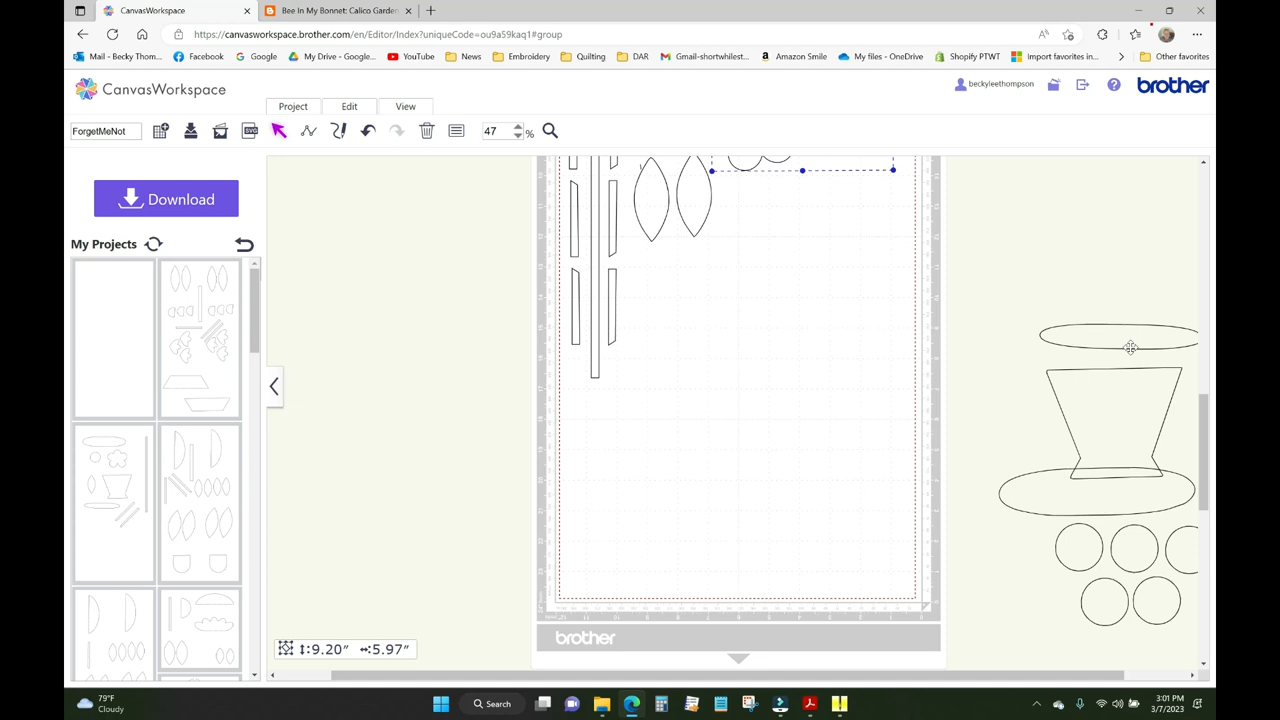 CanvasWorkspace
Bee In My Bonnet: Calico Garden
https://canvasworkspace.brother.com/en/Editor/Index?uniqueCode=ou9a59kaq1#group
Mail - Becky Thom...
Facebook
Google
My Drive - Google...
YouTube
News
Embroidery
Quilting
DAR
Gmail-shortwhilest...
Amazon Smile
My files - OneDrive
Shopify PTWT
Import favorites in...
Other favorites
CanvasWorkspace
Project
Edit
View
beckyleethompson
brother
ForgetMeNot
SVG
47
%
Download
My Projects
9.20"
5.97"
brother
79°F
Cloudy
Search
3:01 PM
3/7/2023